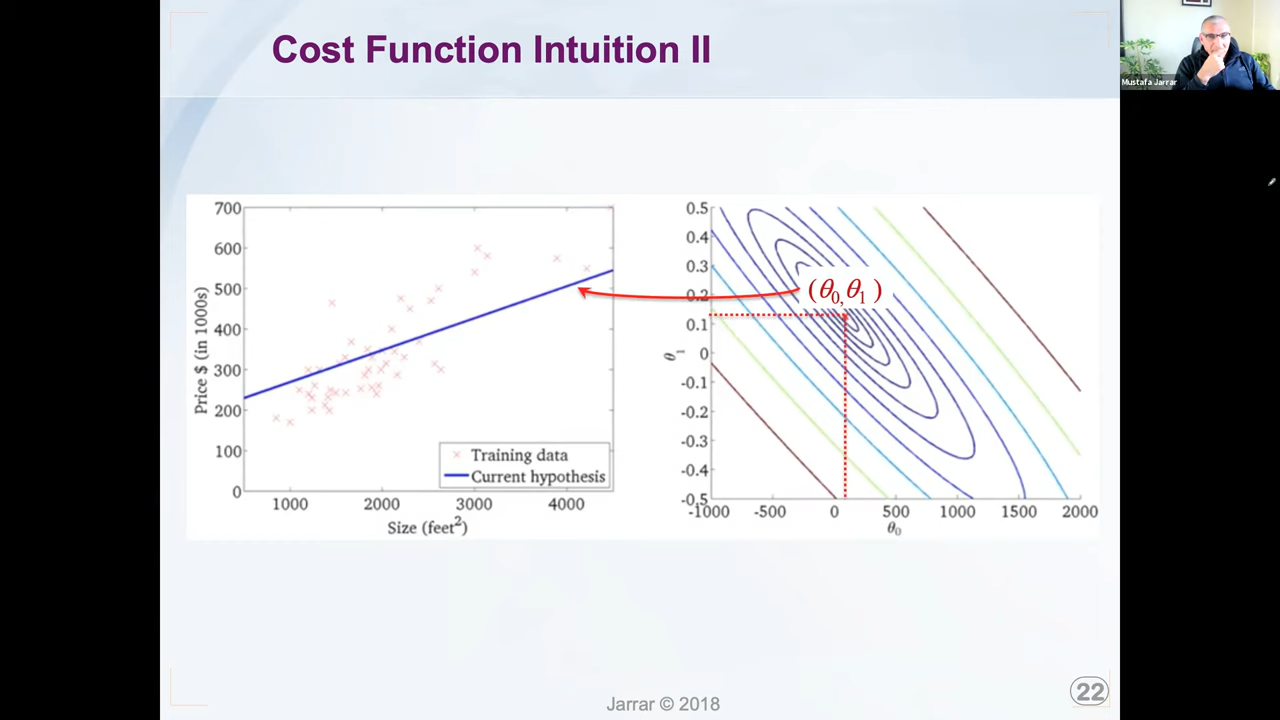 Cost Function Intuition II
Mustafa Jarrar
700
600
500
400
300
200
100
0
Price $ (in 1000s)
1000 2000 3000 4000
Size (feet²)
Training data
Current hypothesis
0.5
0.4
0.3
0.2
0.1
0
-0.1
-0.2
-0.3
-0.4
-0.5
θ₁
(θ₀,θ₁)
-1000 -500 0 500 1000 1500 2000
θ₀
Jarrar © 2018
22